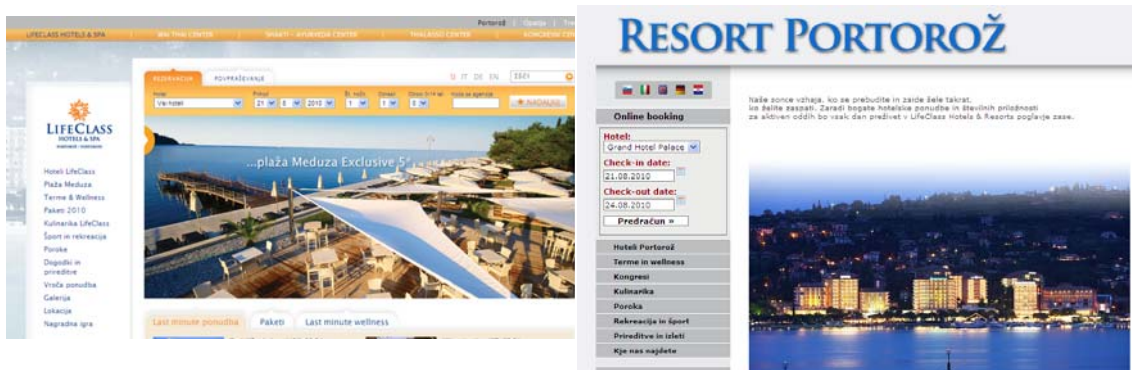 Portorož | Opatija
LIFECLASS HOTELS & SPA | WAI THAI CENTER | SHAKTI - AYURVEDA CENTER | THALASSO CENTER | KONGRESNI CEN
REZERVACIJA POVPRAŠEVANJE
IT DE EN
Hotel Prihod Št. nočn. Odrasli
Vsi hoteli 21 8 2010 1 1 0
NADALJUJ
LIFECLASS
HOTELS & SPA
...plaža Meduza Exclusive 5*
Hoteli LifeClass
Plaža Meduza
Terme & Wellness
Paketi 2010
Kulinarika LifeClass
Šport in rekreacija
Poroke
Dogodki in
prireditve
Vroča ponudba
Galerija
Lokacija
Nagradna igra
Last minute ponudba Paketi Last minute wellness
RESORT PORTOROŽ
Online booking
Hotel:
Grand Hotel Palace
Check-in date:
21.08.2010
Check-out date:
24.08.2010
Predračun »
Hoteli Portorož
Terme in wellness
Kongresi
Kulinarika
Poroka
Rekreacija in šport
Prireditve in izleti
Kje nas najdete
Naše sonce vzhaja, ko se prebudite in zaide šele takrat,
ko želite zaspati. Zaradi bogate hotelske ponudbe in številnih priložnosti
za aktiven oddih bo vsak dan preživet v LifeClass Hotels & Resorts poglavje zase.